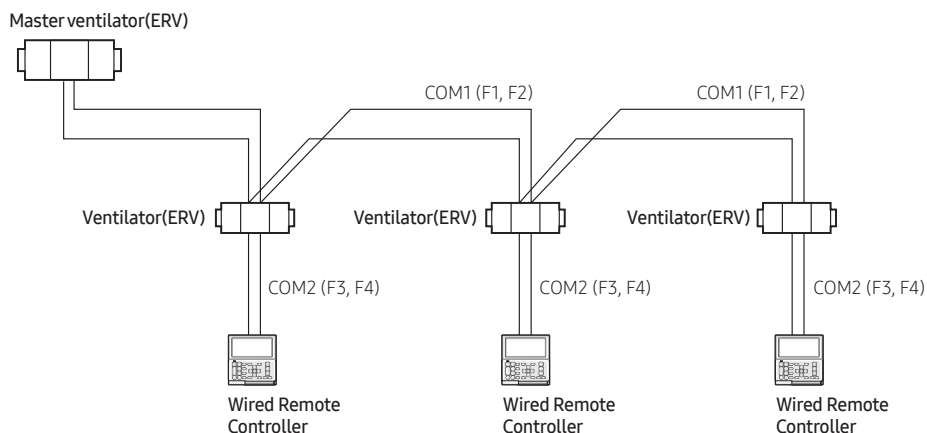 Master ventilator(ERV)
COM1 (F1, F2)
COM1 (F1, F2)
Ventilator(ERV)
Ventilator(ERV)
Ventilator(ERV)
COM2 (F3, F4)
COM2 (F3, F4)
COM2 (F3, F4)
Wired Remote
Controller
Wired Remote
Controller
Wired Remote
Controller